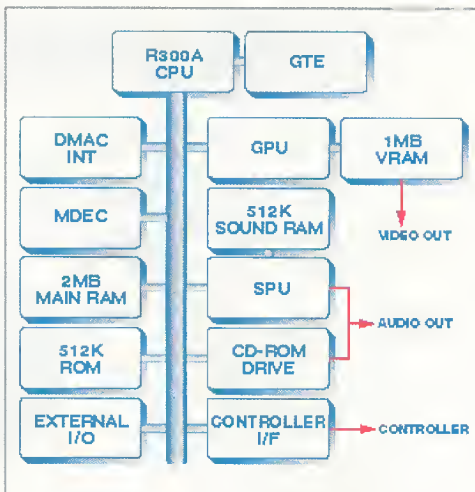 R300A
CPU
GTE
DMAC
INT
GPU
1MB
VRAM
MDEC
512K
SOUND RAM
VIDEO OUT
2MB
MAIN RAM
SPU
AUDIO OUT
512K
ROM
CD-ROM
DRIVE
EXTERNAL
I/O
CONTROLLER
I/F
CONTROLLER